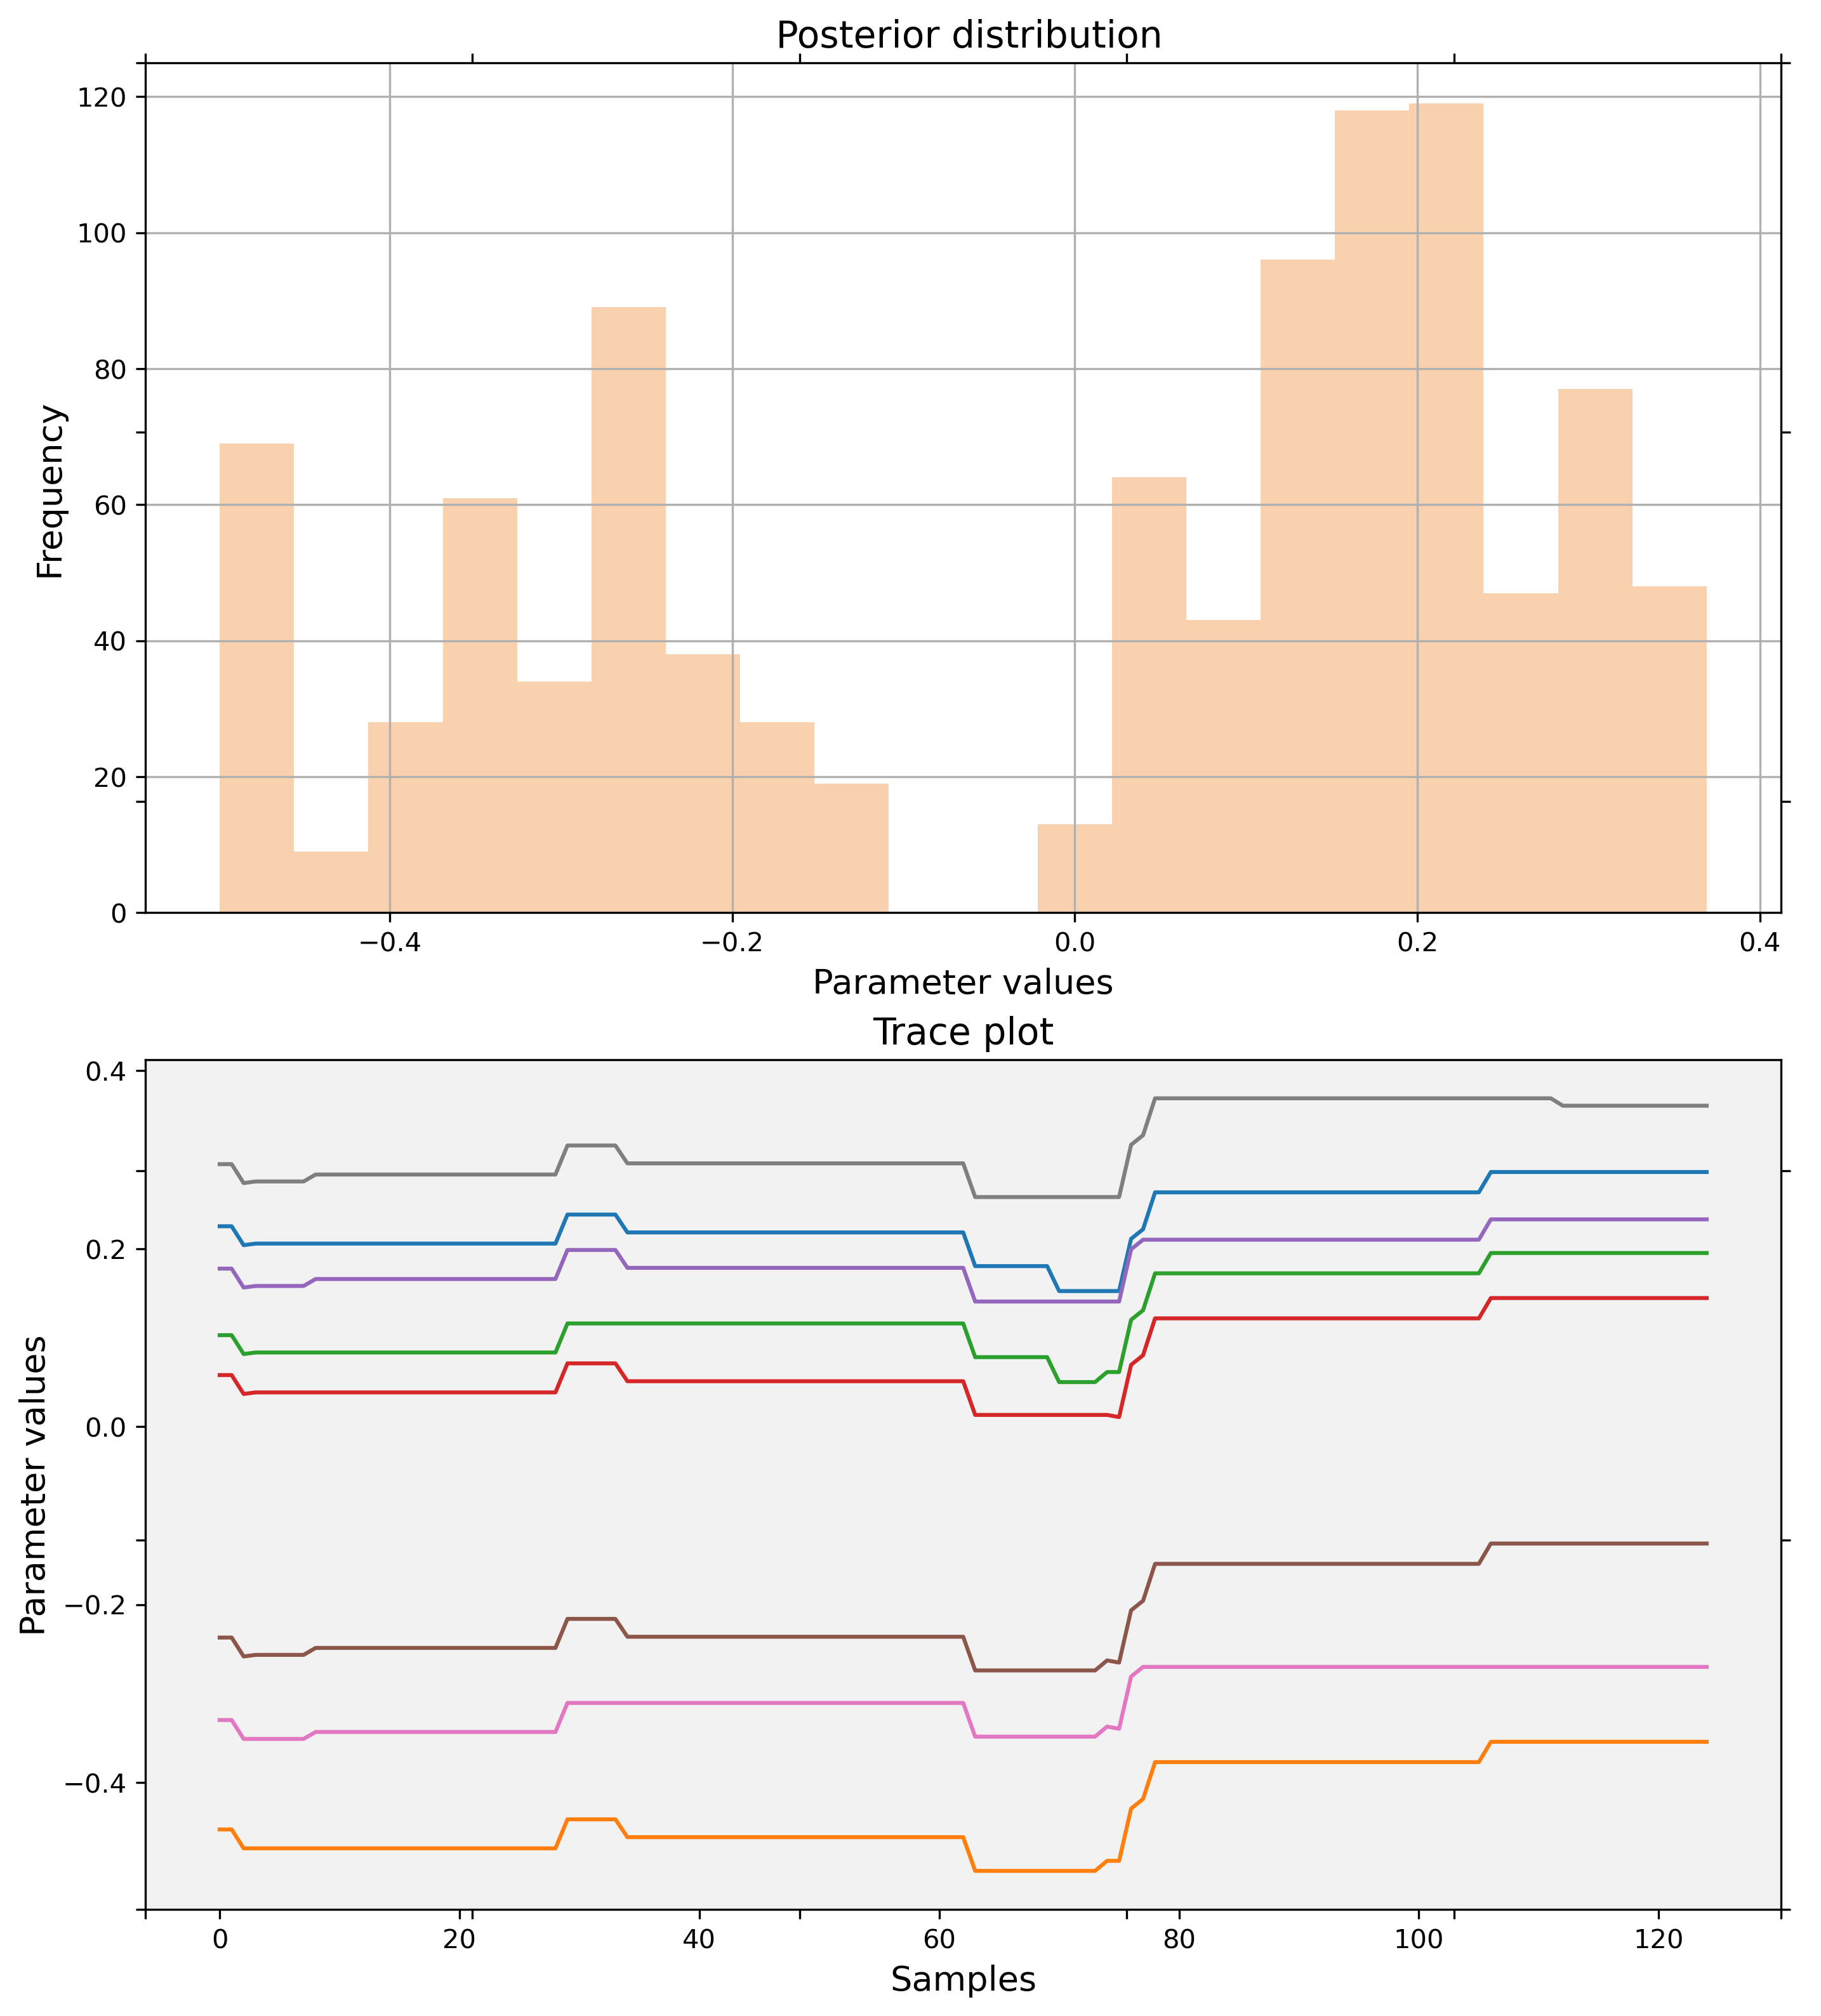 Posterior distribution
120
100
80
60
40
20
0
Frequency
−0.4 −0.2 0.0 0.2 0.4
Parameter values
Trace plot
0.4
0.2
0.0
−0.2
−0.4
Parameter values
0 20 40 60 80 100 120
Samples